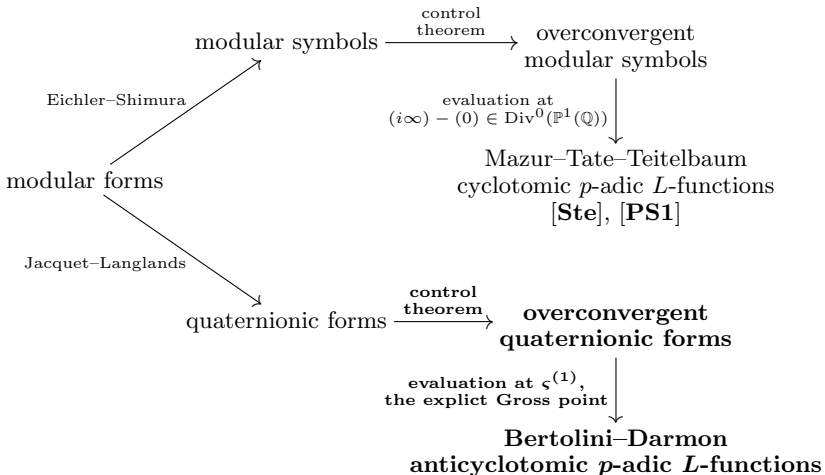 control
theorem
modular symbols
overconvergent
modular symbols
Eichler–Shimura
evaluation at
(i∞) − (0) ∈ Div⁰(ℙ¹(ℚ))
Mazur–Tate–Teitelbaum
cyclotomic p-adic L-functions
[Ste], [PS1]
modular forms
Jacquet–Langlands
control
theorem
quaternionic forms
overconvergent
quaternionic forms
evaluation at ς⁽¹⁾,
the explict Gross point
Bertolini–Darmon
anticyclotomic p-adic L-functions